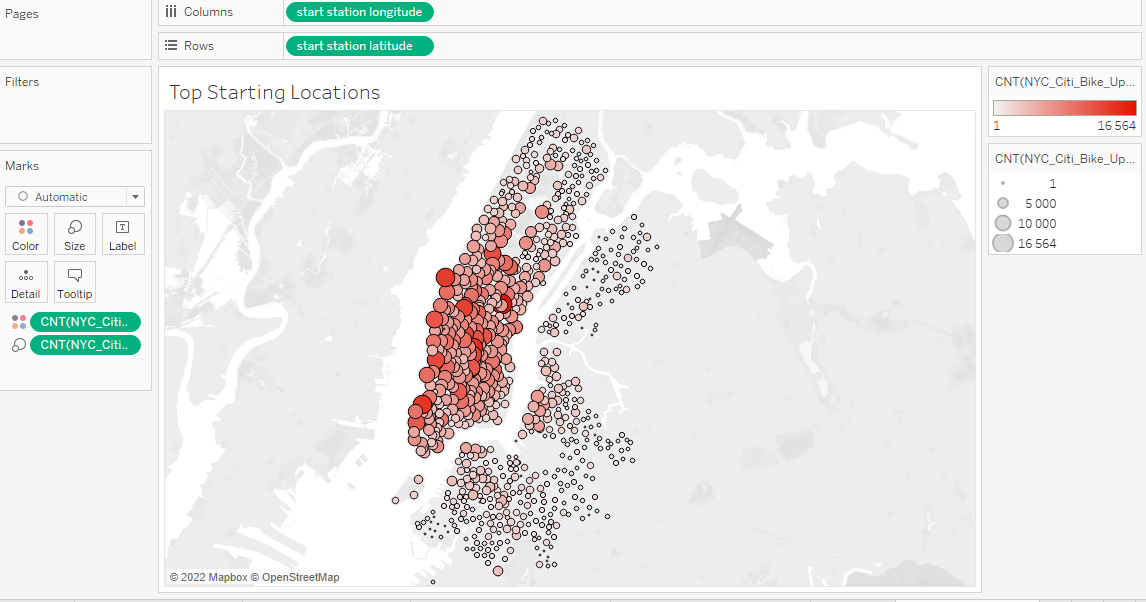 Pages
Columns
start station longitude
Rows
start station latitude
Filters
Top Starting Locations
CNT(NYC_Citi_Bike_Up...
1
16 564
Marks
Automatic
Color
Size
Label
Detail
Tooltip
CNT(NYC_Citi..
CNT(NYC_Citi..
CNT(NYC_Citi_Bike_Up...
1
5 000
10 000
16 564
© 2022 Mapbox © OpenStreetMap